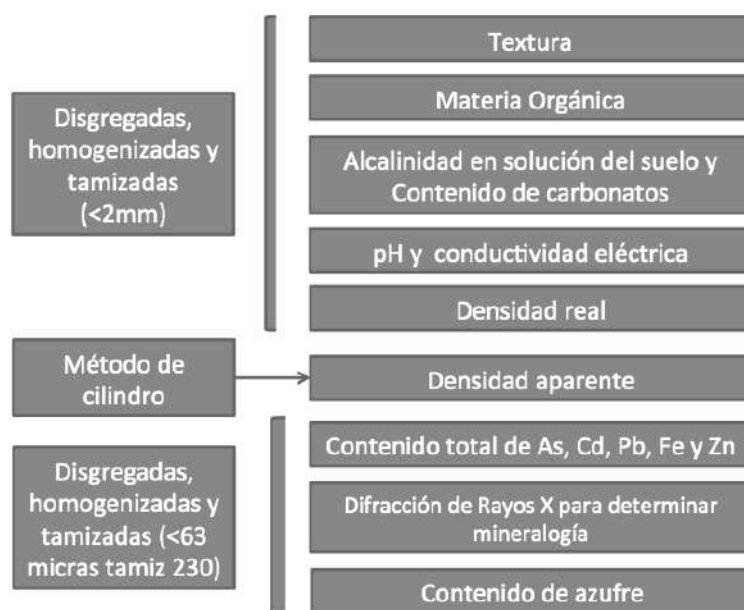 Disgregadas,
homogenizadas y
tamizadas
(<2mm)
Textura
Materia Orgánica
Alcalinidad en solución del suelo y
Contenido de carbonatos
pH y conductividad eléctrica
Densidad real
Método de
cilindro
Densidad aparente
Disgregadas,
homogenizadas y
tamizadas (<63
micras tamiz 230)
Contenido total de As, Cd, Pb, Fe y Zn
Difracción de Rayos X para determinar
mineralogía
Contenido de azufre